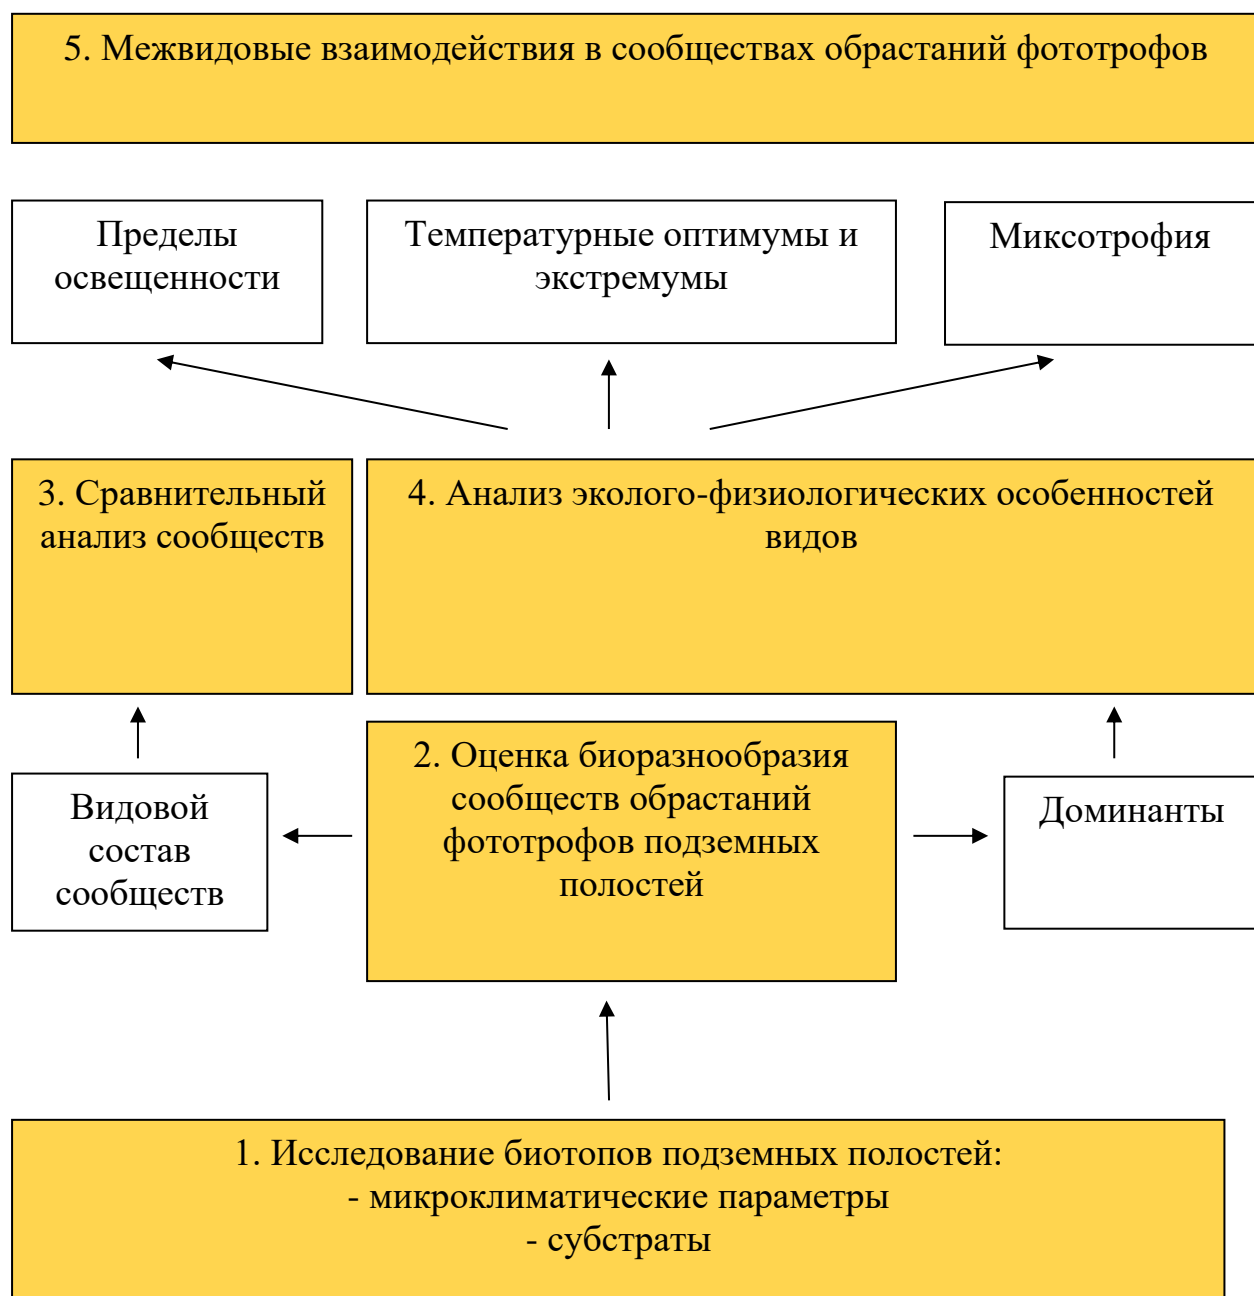 5. Межвидовые взаимодействия в сообществах обрастаний фототрофов
Пределы
освещенности
Температурные оптимумы и
экстремумы
Миксотрофия
3. Сравнительный
анализ сообществ
4. Анализ эколого-физиологических особенностей
видов
2. Оценка биоразнообразия
сообществ обрастаний
фототрофов подземных
полостей
Видовой
состав
сообществ
Доминанты
1. Исследование биотопов подземных полостей:
- микроклиматические параметры
- субстраты